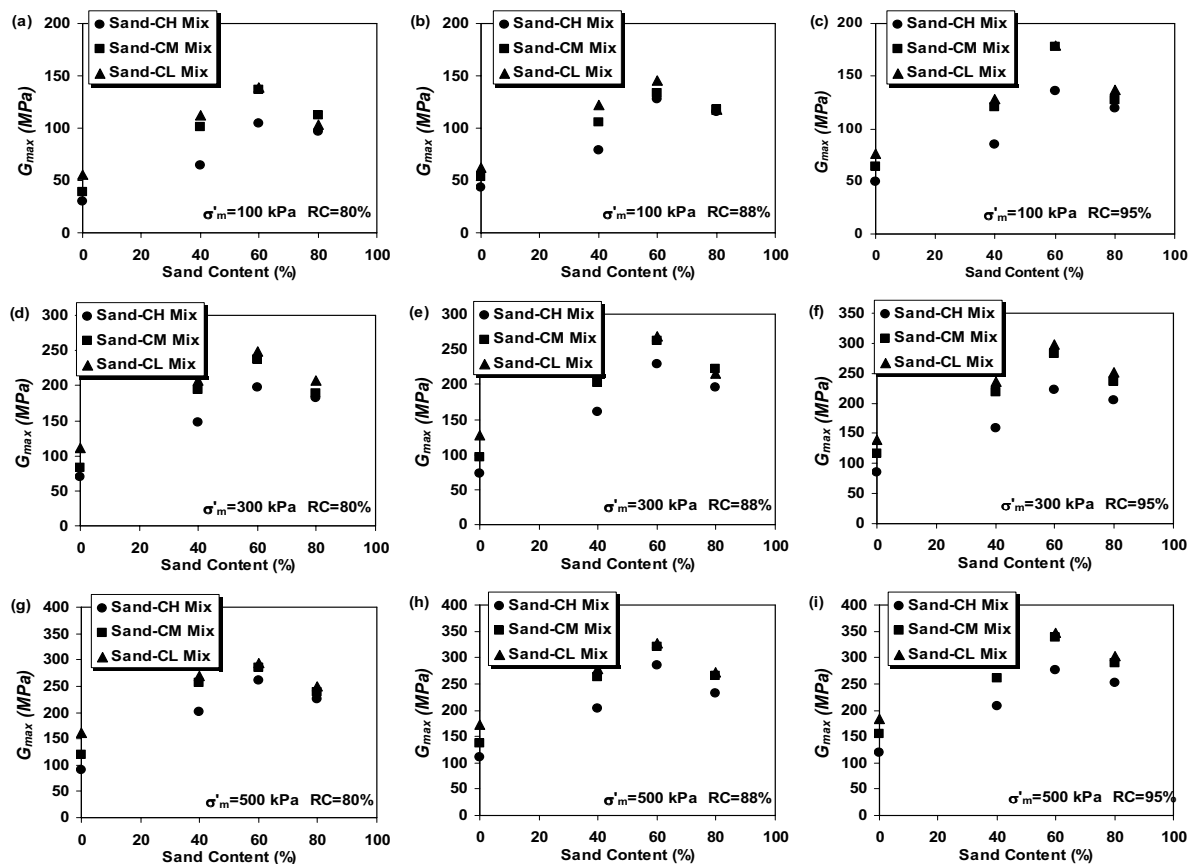 (a)
Sand-CH Mix
Sand-CM Mix
Sand-CL Mix
200
150
100
50
0
G max (MPa)
σ'm=100 kPa RC=80%
0 20 40 60 80 100
Sand Content (%)
(b)
Sand-CH Mix
Sand-CM Mix
Sand-CL Mix
200
150
100
50
0
G max (MPa)
σ'm=100 kPa RC=88%
0 20 40 60 80 100
Sand Content (%)
(c)
Sand-CH Mix
Sand-CM Mix
Sand-CL Mix
200
150
100
50
0
G max (MPa)
σ'm=100 kPa RC=95%
0 20 40 60 80 100
Sand Content (%)
(d)
Sand-CH Mix
Sand-CM Mix
Sand-CL Mix
300
250
200
150
100
50
0
G max (MPa)
σ'm=300 kPa RC=80%
0 20 40 60 80 100
Sand Content (%)
(e)
Sand-CH Mix
Sand-CM Mix
Sand-CL Mix
300
250
200
150
100
50
0
G max (MPa)
σ'm=300 kPa RC=88%
0 20 40 60 80 100
Sand Content (%)
(f)
Sand-CH Mix
Sand-CM Mix
Sand-CL Mix
350
300
250
200
150
100
50
0
G max (MPa)
σ'm=300 kPa RC=95%
0 20 40 60 80 100
Sand Content (%)
(g)
Sand-CH Mix
Sand-CM Mix
Sand-CL Mix
400
350
300
250
200
150
100
50
0
G max (MPa)
σ'm=500 kPa RC=80%
0 20 40 60 80 100
Sand Content (%)
(h)
Sand-CH Mix
Sand-CM Mix
Sand-CL Mix
400
350
300
250
200
150
100
50
0
G max (MPa)
σ'm=500 kPa RC=88%
0 20 40 60 80 100
Sand Content (%)
(i)
Sand-CH Mix
Sand-CM Mix
Sand-CL Mix
400
350
300
250
200
150
100
50
0
G max (MPa)
σ'm=500 kPa RC=95%
0 20 40 60 80 100
Sand Content (%)